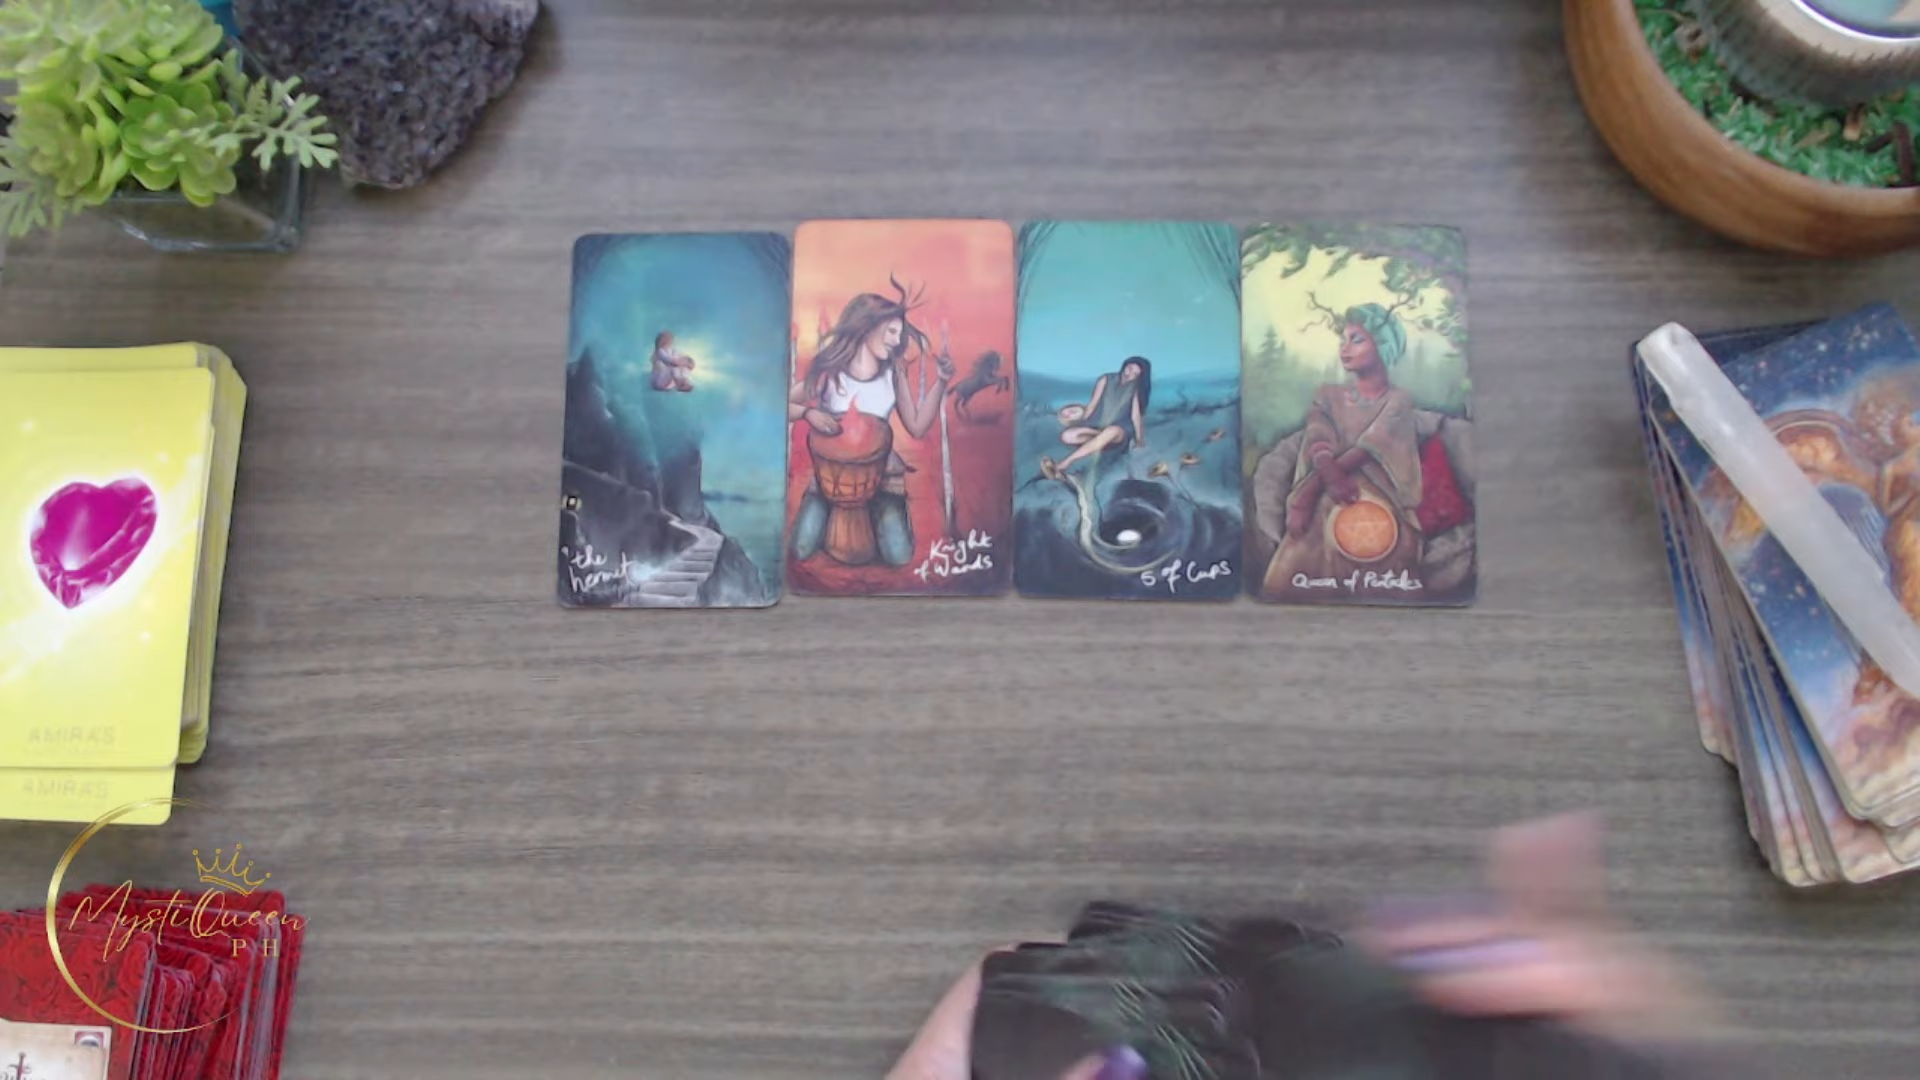 the
hermit
Knight
of Wands
5 of Cups
Queen of Pentacles
AMIRA'S
AMIRA'S
MystiQueen
PH